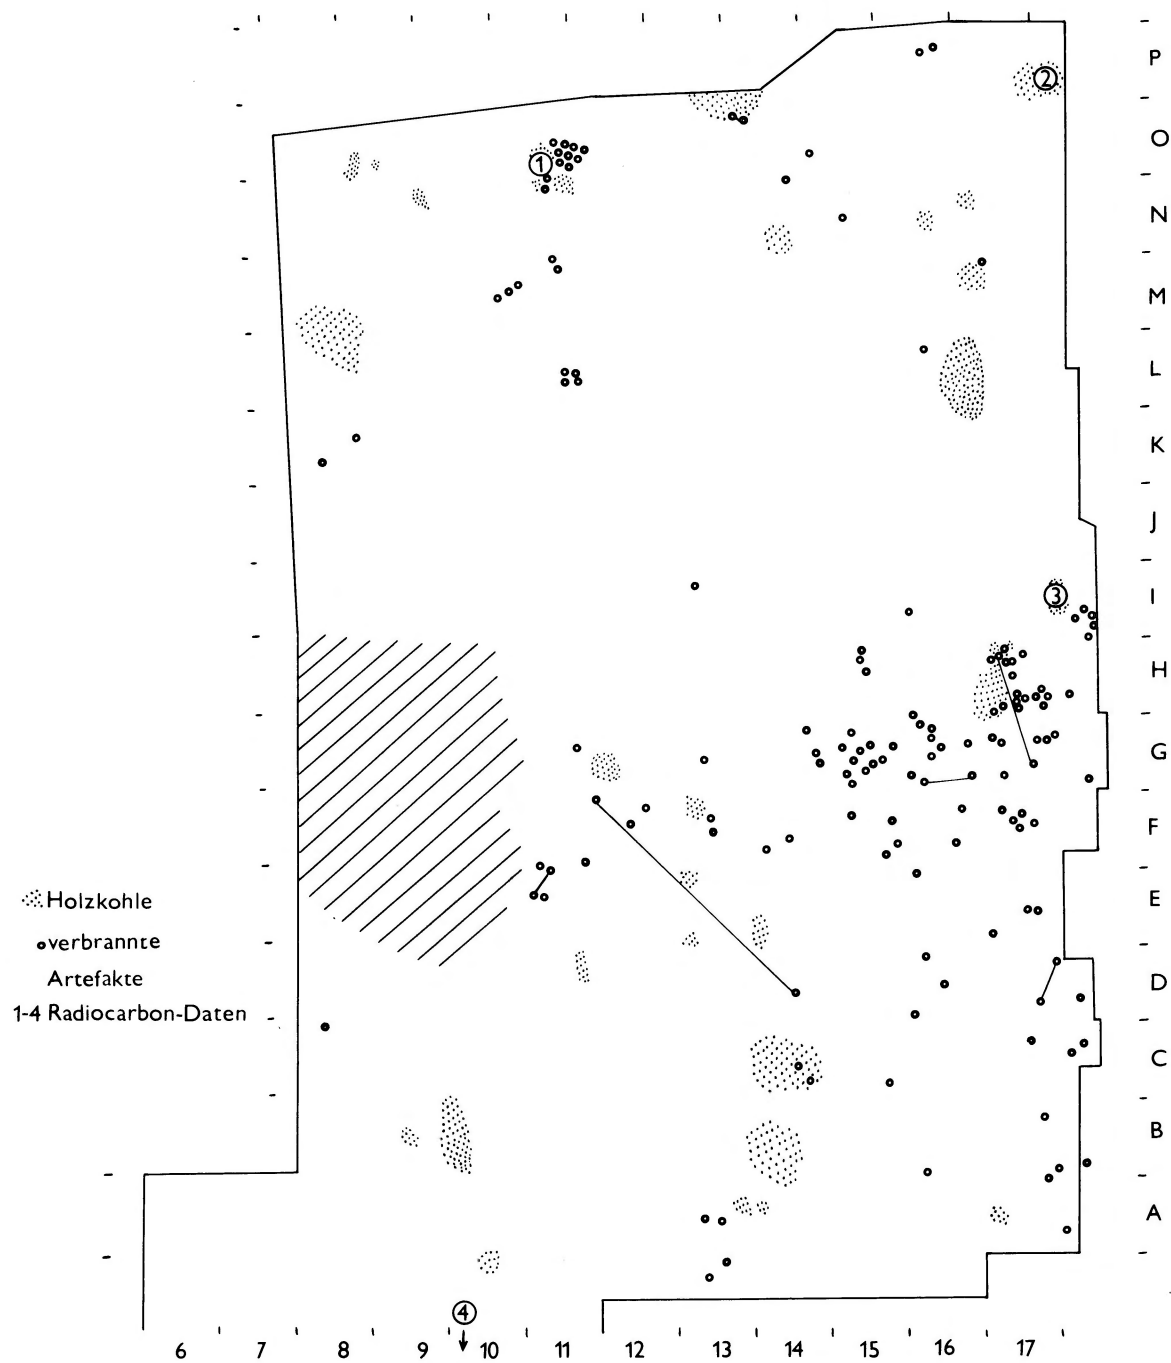 P
②
O
①
N
M
L
K
J
I
③
H
G
F
E
Holzkohle
verbrannte
Artefakte
1-4 Radiocarbon-Daten
D
C
B
A
④
6 7 8 9 10 11 12 13 14 15 16 17